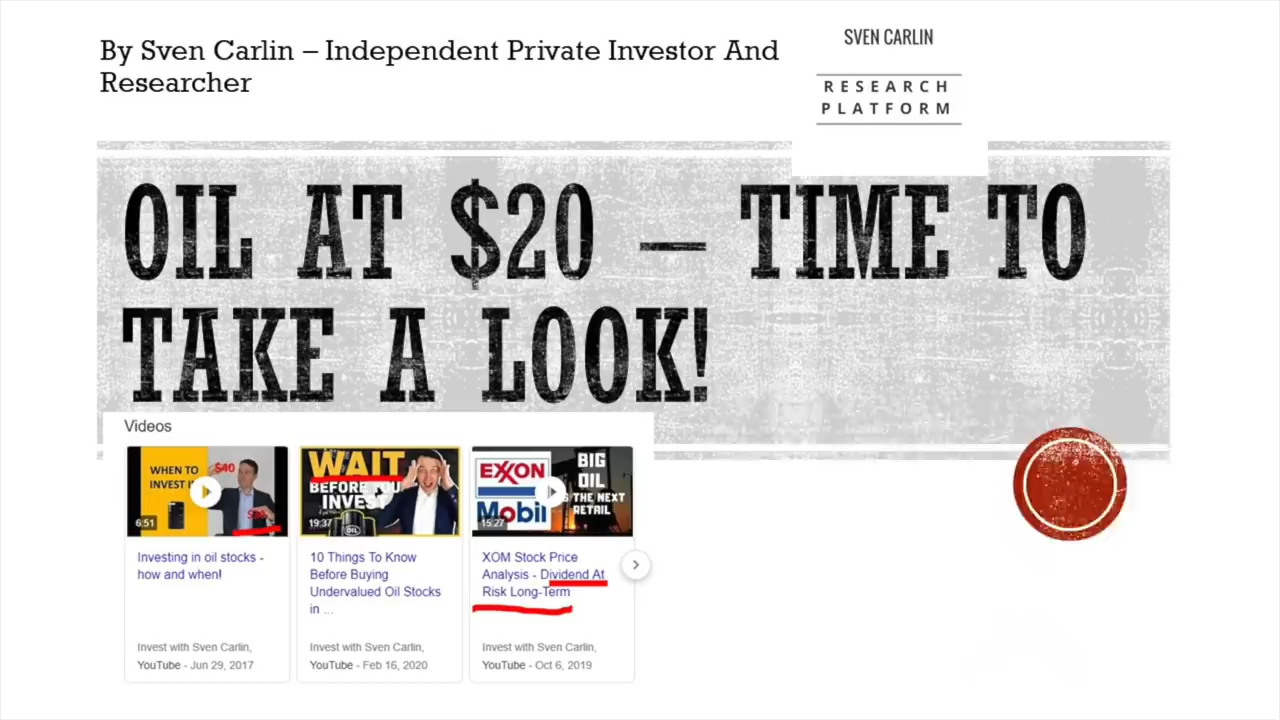 By Sven Carlin – Independent Private Investor And
Researcher
SVEN CARLIN
RESEARCH
PLATFORM
OIL AT $20 – TIME TO
TAKE A LOOK!
Videos
WHEN TO
INVEST
$40
6:51
Investing in oil stocks -
how and when!
Invest with Sven Carlin,
YouTube - Jun 29, 2017
WAIT
BEFORE YOU
INVEST
OIL
19:37
10 Things To Know
Before Buying
Undervalued Oil Stocks
in ...
Invest with Sven Carlin,
YouTube - Feb 16, 2020
EXXON
Mobil
BIG
OIL
IS THE NEXT
RETAIL
15:27
XOM Stock Price
Analysis - Dividend At
Risk Long-Term
Invest with Sven Carlin,
YouTube - Oct 6, 2019